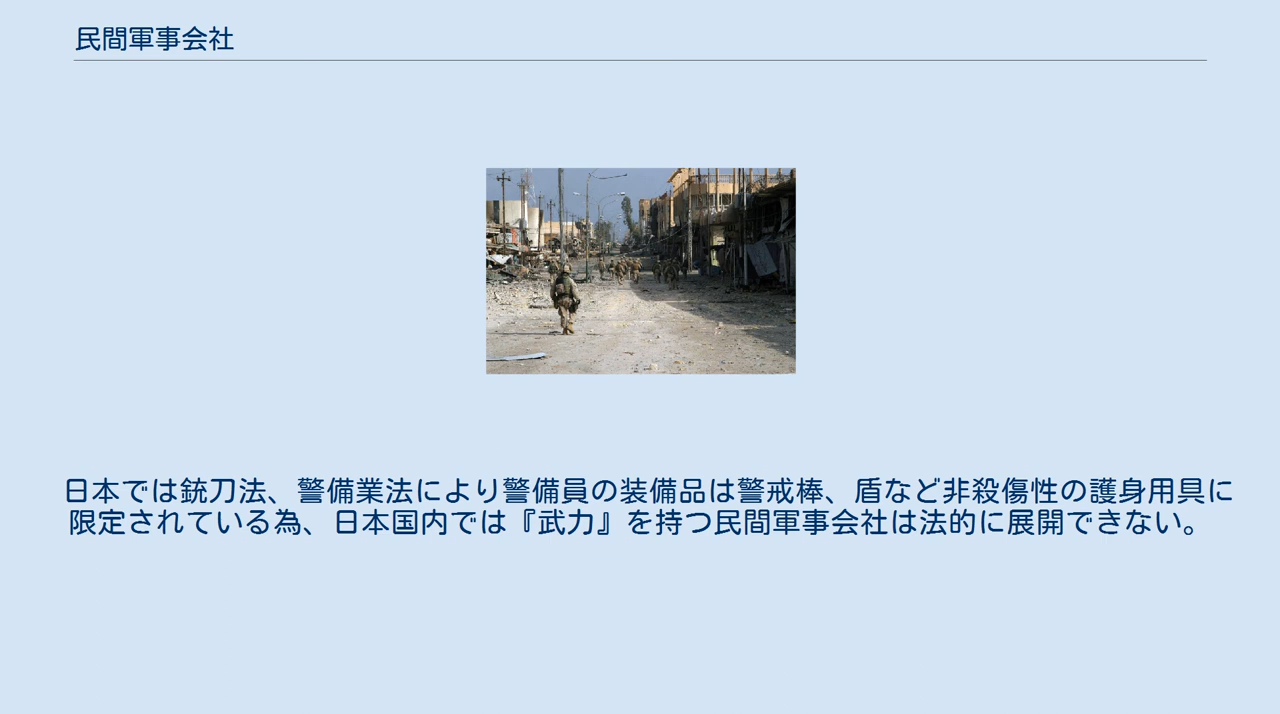 民間軍事会社
日本では銃刀法、警備業法により警備員の装備品は警戒棒、盾など非殺傷性の護身用具に
限定されている為、日本国内では『武力』を持つ民間軍事会社は法的に展開できない。